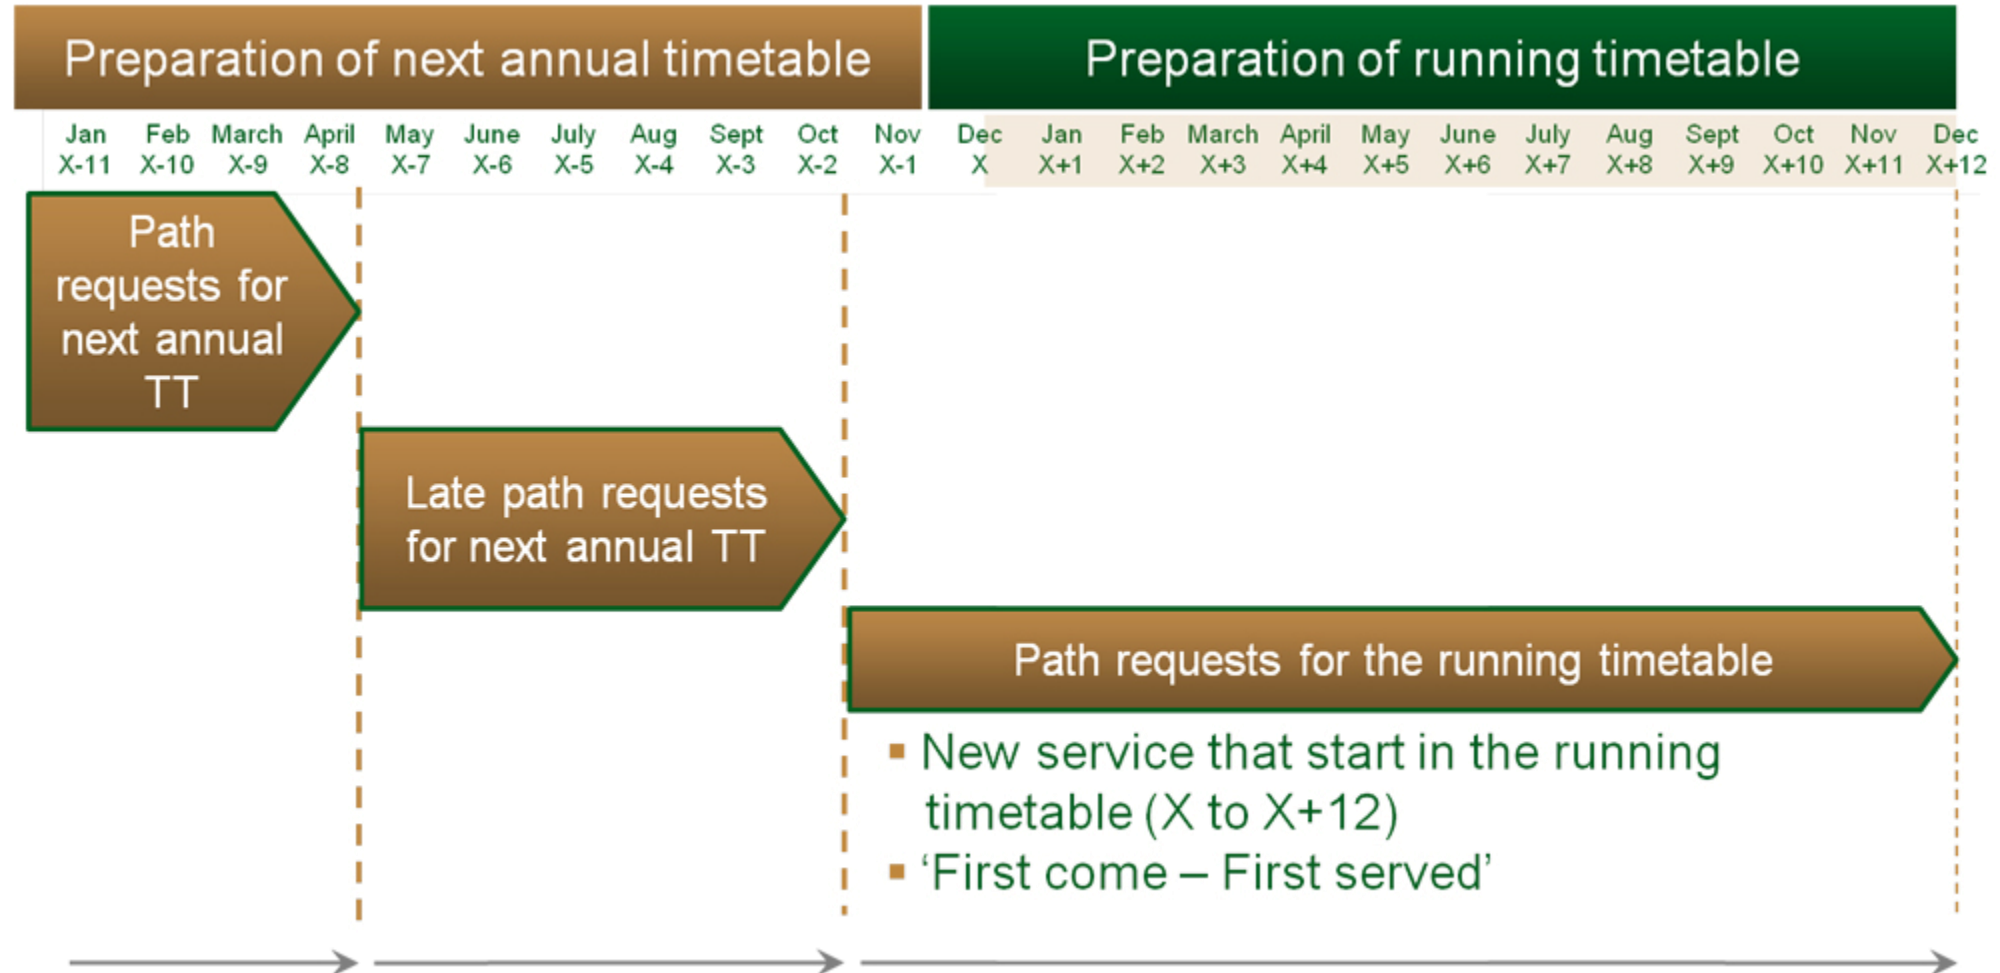 Preparation of next annual timetable
Preparation of running timetable
Jan Feb March April May June July Aug Sept Oct Nov Dec Jan Feb March April May June July Aug Sept Oct Nov Dec
X-11 X-10 X-9 X-8 X-7 X-6 X-5 X-4 X-3 X-2 X-1 X X+1 X+2 X+3 X+4 X+5 X+6 X+7 X+8 X+9 X+10 X+11 X+12
Path
requests for
next annual
TT
Late path requests
for next annual TT
Path requests for the running timetable
▪ New service that start in the running
timetable (X to X+12)
▪ ‘First come – First served’